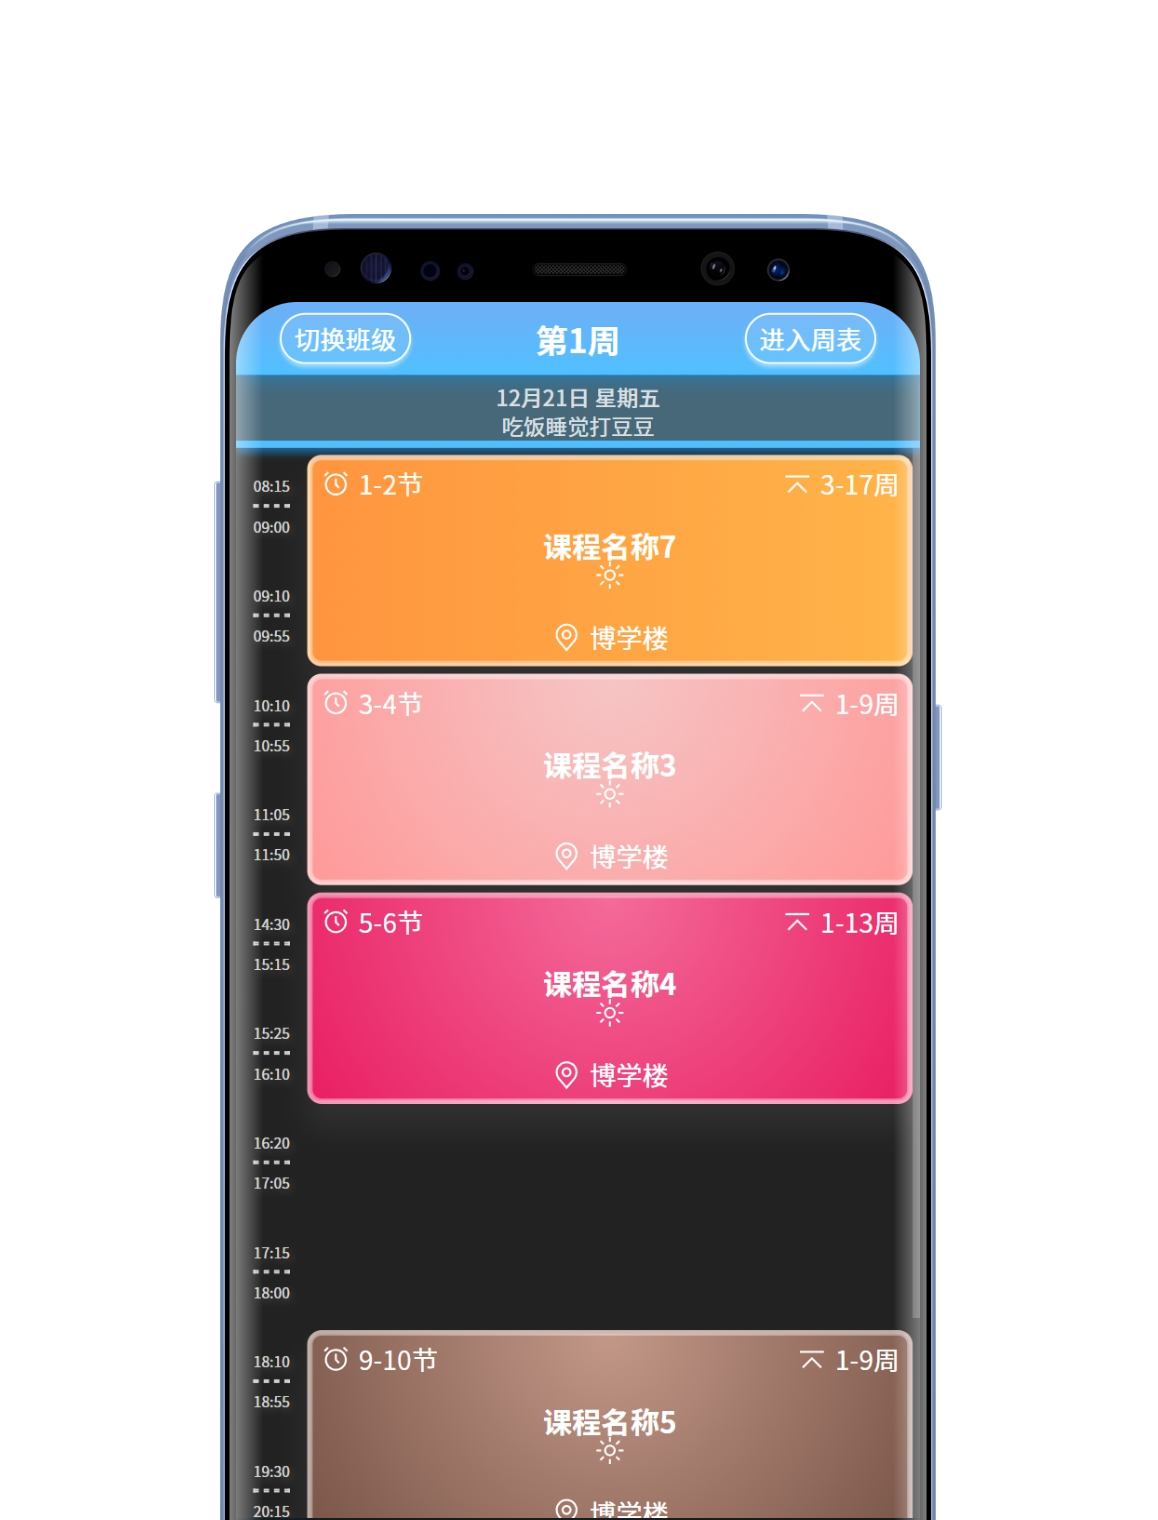 切换班级 第1周 进入周表
12月21日 星期五
吃饭睡觉打豆豆
08:15
09:00
09:10
09:55
1-2节 3-17周
课程名称7
博学楼
10:10
10:55
11:05
11:50
3-4节 1-9周
课程名称3
博学楼
14:30
15:15
15:25
16:10
5-6节 1-13周
课程名称4
博学楼
16:20
17:05
17:15
18:00
18:10
18:55
19:30
20:15
9-10节 1-9周
课程名称5
博学楼